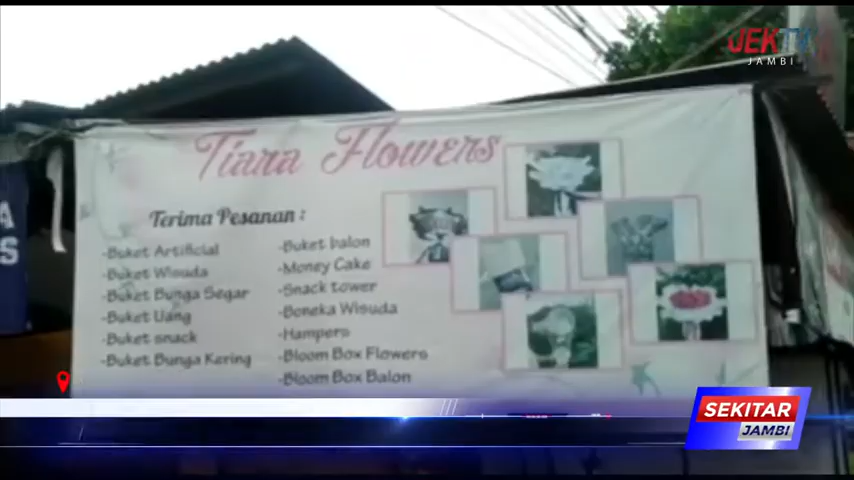 JEKTV
JAMBI
Tiara Flowers
Terima Pesanan :
-Buket Artificial
-Buket Wisuda
-Buket Bunga Segar
-Buket Uang
-Buket snack
-Buket Bunga Kering
-Buket balon
-Money Cake
-Snack tower
-Boneka Wisuda
-Hampers
-Bloom Box Flowers
-Bloom Box Balon
SEKITAR
JAMBI